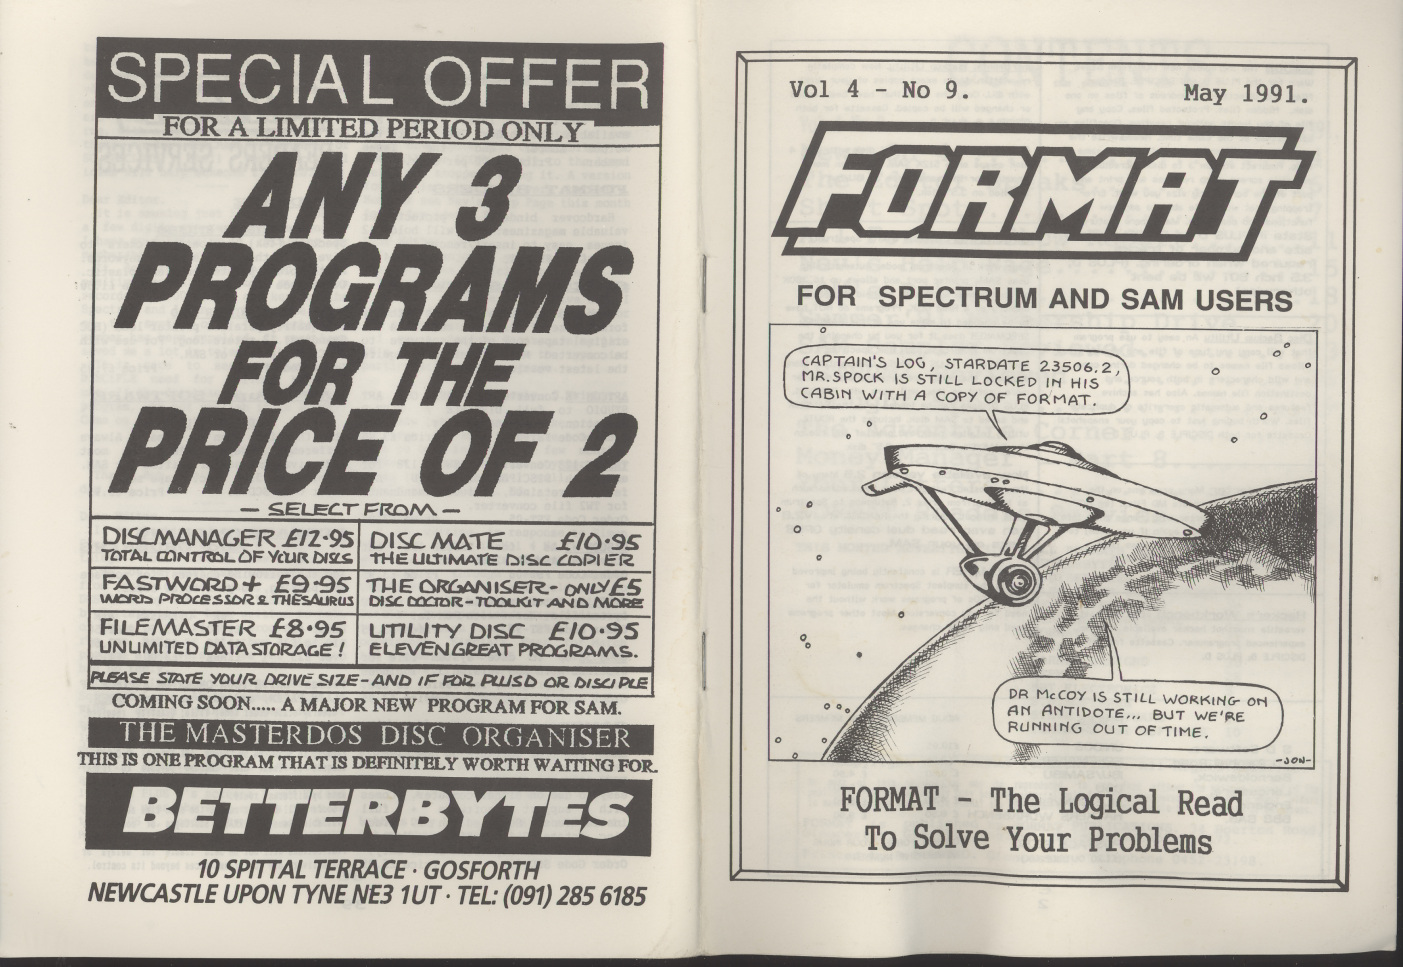 SPECIAL OFFER
FOR A LIMITED PERIOD ONLY
ANY 3
PROGRAMS
FOR THE
PRICE OF 2
- SELECT FROM -
DISCMANAGER £12·95
TOTAL CONTROL OF YOUR DISCS
DISC MATE £10·95
THE ULTIMATE DISC COPIER
FASTWORD + £9·95
WORD PROCESSOR & THESAURUS
THE ORGANISER - ONLY £5
DISC DOCTOR - TOOLKIT AND MORE
FILEMASTER £8·95
UNLIMITED DATA STORAGE!
UTILITY DISC £10·95
ELEVEN GREAT PROGRAMS.
PLEASE STATE YOUR DRIVE SIZE - AND IF FOR PLUSD OR DISCIPLE
COMING SOON..... A MAJOR NEW PROGRAM FOR SAM.
THE MASTERDOS DISC ORGANISER
THIS IS ONE PROGRAM THAT IS DEFINITELY WORTH WAITING FOR.
BETTERBYTES
10 SPITTAL TERRACE · GOSFORTH
NEWCASTLE UPON TYNE NE3 1UT · TEL: (091) 285 6185
Vol 4 - No 9.
May 1991.
FORMAT
FOR SPECTRUM AND SAM USERS
CAPTAIN'S LOG, STARDATE 23506.2,
MR. SPOCK IS STILL LOCKED IN HIS
CABIN WITH A COPY OF FORMAT.
DR McCOY IS STILL WORKING ON
AN ANTIDOTE... BUT WE'RE
RUNNING OUT OF TIME.
-JON-
FORMAT - The Logical Read
To Solve Your Problems